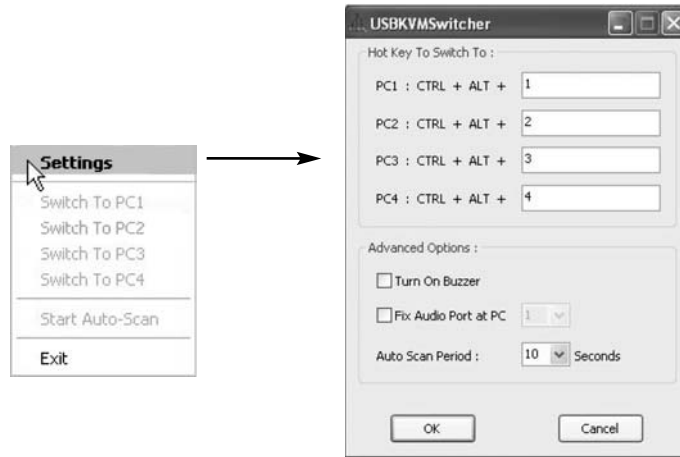 Settings
Switch To PC1
Switch To PC2
Switch To PC3
Switch To PC4
Start Auto-Scan
Exit
USBKVMSwitcher
Hot Key To Switch To :
PC1 : CTRL + ALT + 1
PC2 : CTRL + ALT + 2
PC3 : CTRL + ALT + 3
PC4 : CTRL + ALT + 4
Advanced Options :
Turn On Buzzer
Fix Audio Port at PC 1
Auto Scan Period : 10 Seconds
OK Cancel